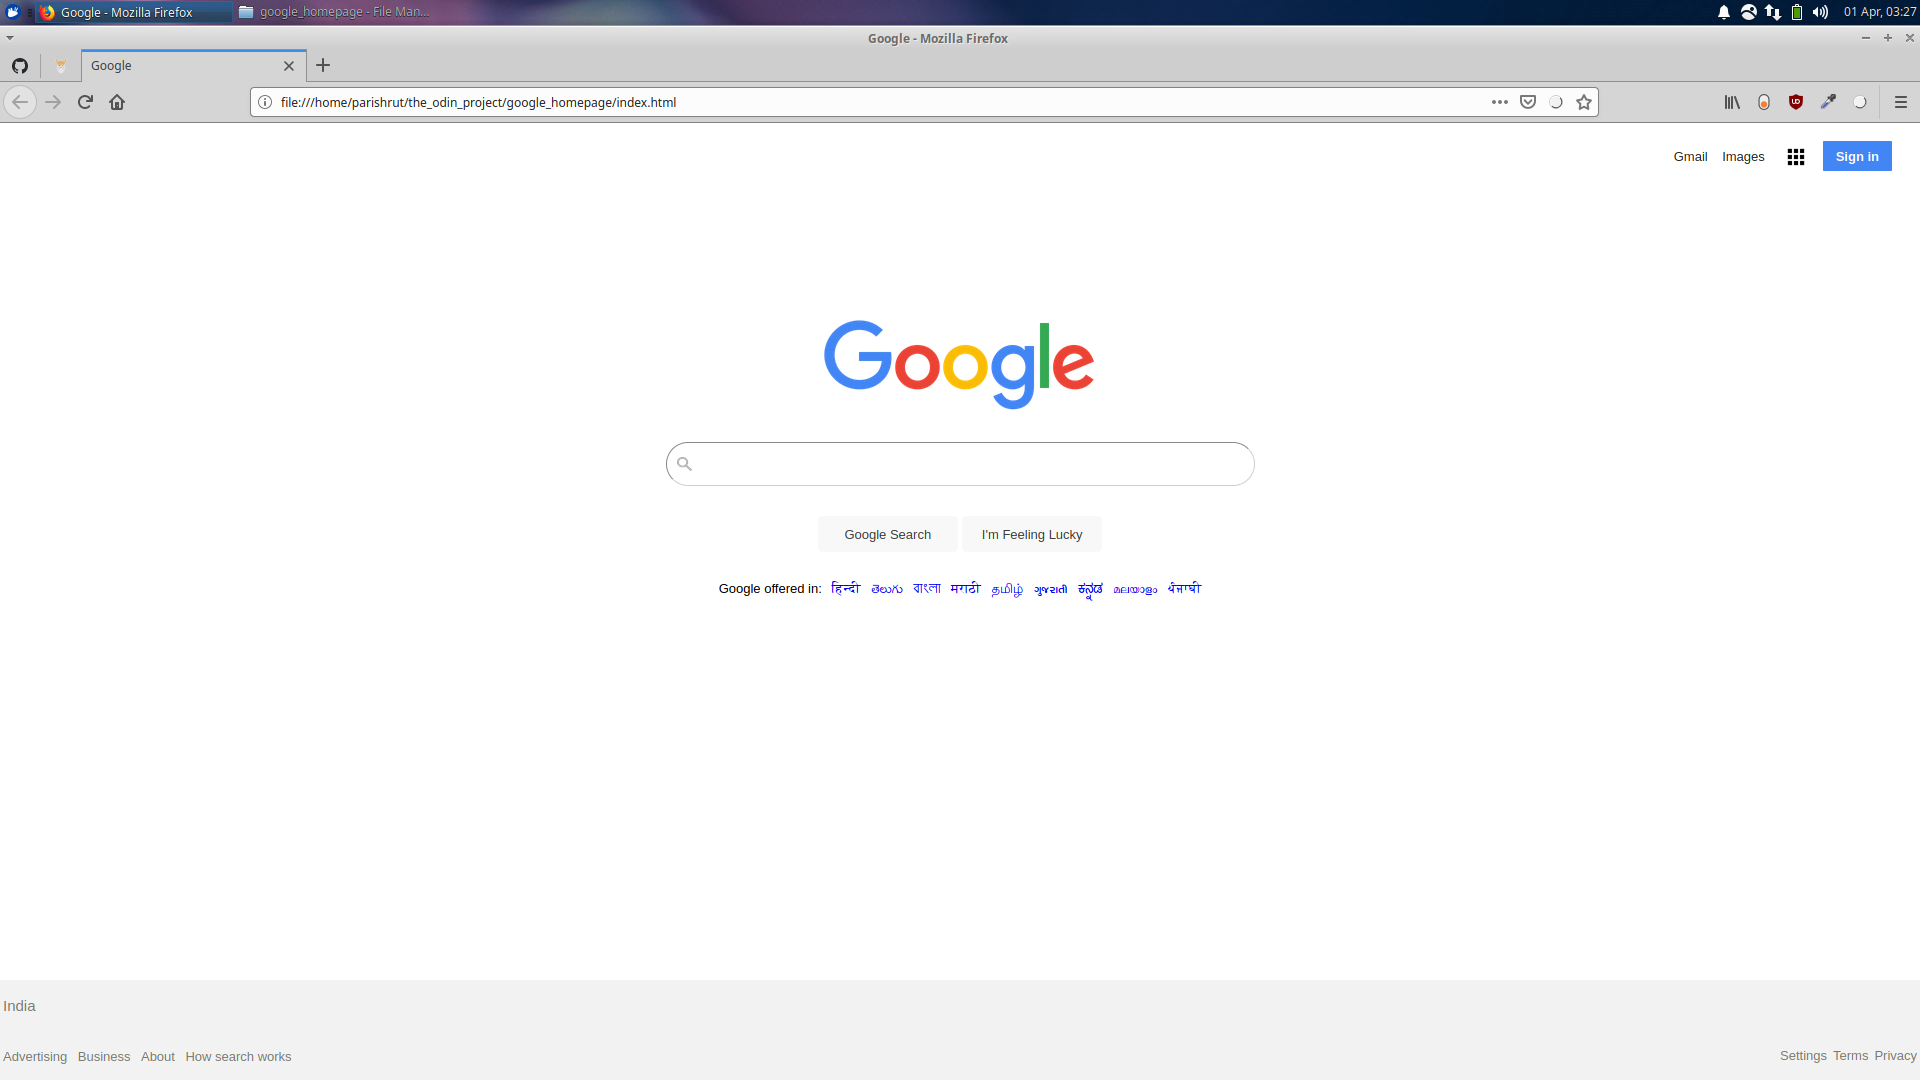 Google - Mozilla Firefox google_homepage - File Man... 01 Apr, 03:27
Google - Mozilla Firefox
Google
file:///home/parishrut/the_odin_project/google_homepage/index.html
Gmail Images Sign in
Google
Google Search I'm Feeling Lucky
Google offered in: हिन्दी తెలుగు বাংলা मराठी தமிழ் ગુજરાતી ಕನ್ನಡ മലയാളം ਪੰਜਾਬੀ
India
Advertising Business About How search works Settings Terms Privacy